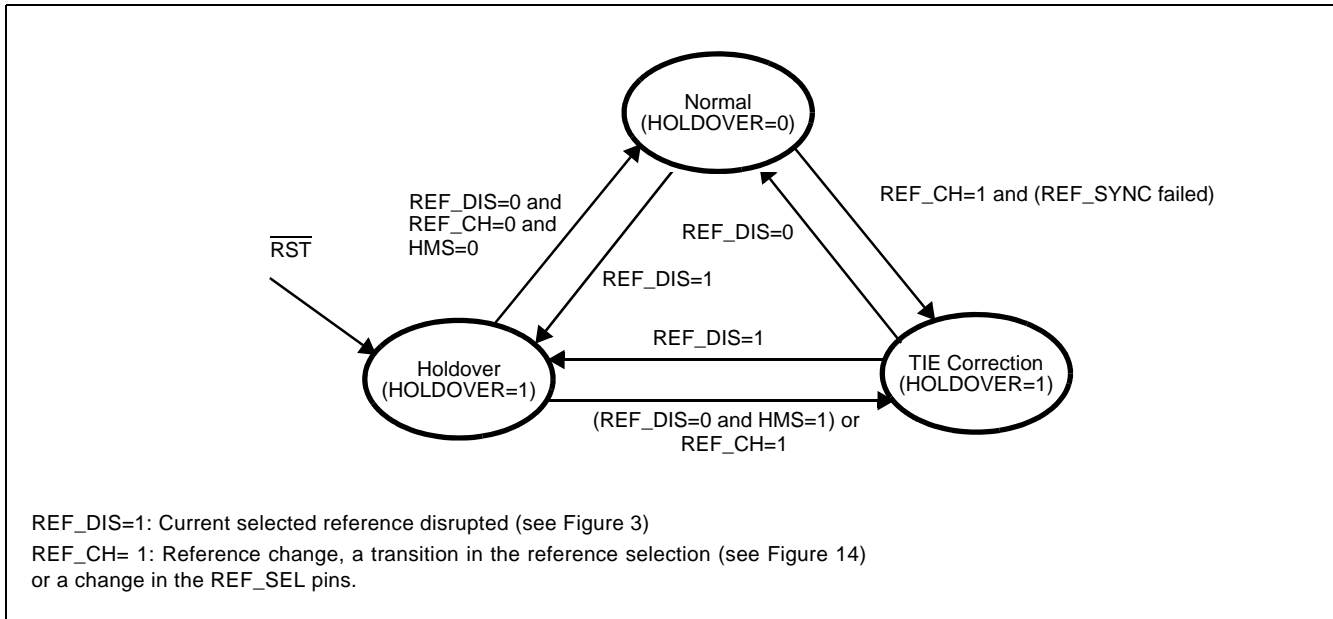 Normal
(HOLDOVER=0)
REF_DIS=0 and
REF_CH=0 and
HMS=0
REF_CH=1 and (REF_SYNC failed)
REF_DIS=0
RST
REF_DIS=1
REF_DIS=1
Holdover
(HOLDOVER=1)
TIE Correction
(HOLDOVER=1)
(REF_DIS=0 and HMS=1) or
REF_CH=1
REF_DIS=1: Current selected reference disrupted (see Figure 3)
REF_CH= 1: Reference change, a transition in the reference selection (see Figure 14)
or a change in the REF_SEL pins.